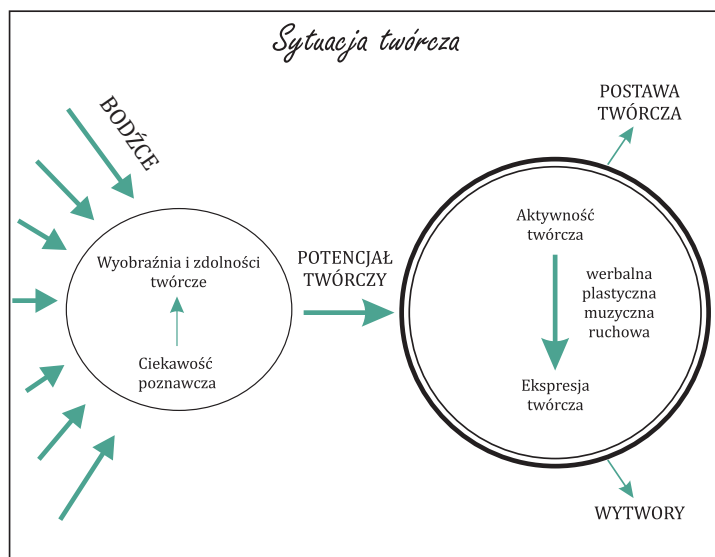 Sytuacja twórcza
BODŹCE
Wyobraźnia i zdolności
twórcze
Ciekawość
poznawcza
POTENCJAŁ
TWÓRCZY
POSTAWA
TWÓRCZA
Aktywność
twórcza
werbalna
plastyczna
muzyczna
ruchowa
Ekspresja
twórcza
WYTWORY